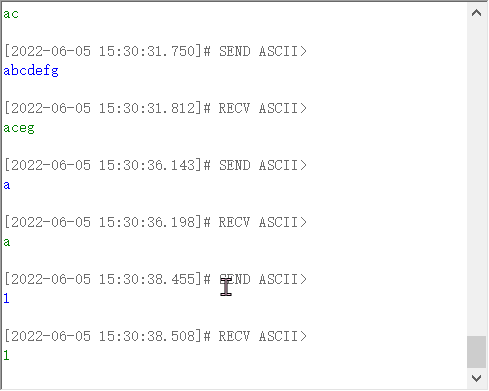 ac
[2022-06-05 15:30:31.750]# SEND ASCII>
abcdefg
[2022-06-05 15:30:31.812]# RECV ASCII>
aceg
[2022-06-05 15:30:36.143]# SEND ASCII>
a
[2022-06-05 15:30:36.198]# RECV ASCII>
a
[2022-06-05 15:30:38.455]# SEND ASCII>
1
[2022-06-05 15:30:38.508]# RECV ASCII>
1